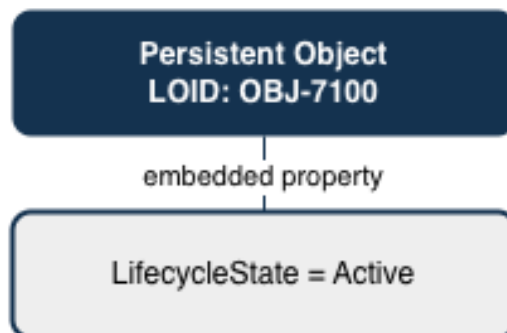 Persistent Object
LOID: OBJ-7100
embedded property
LifecycleState = Active